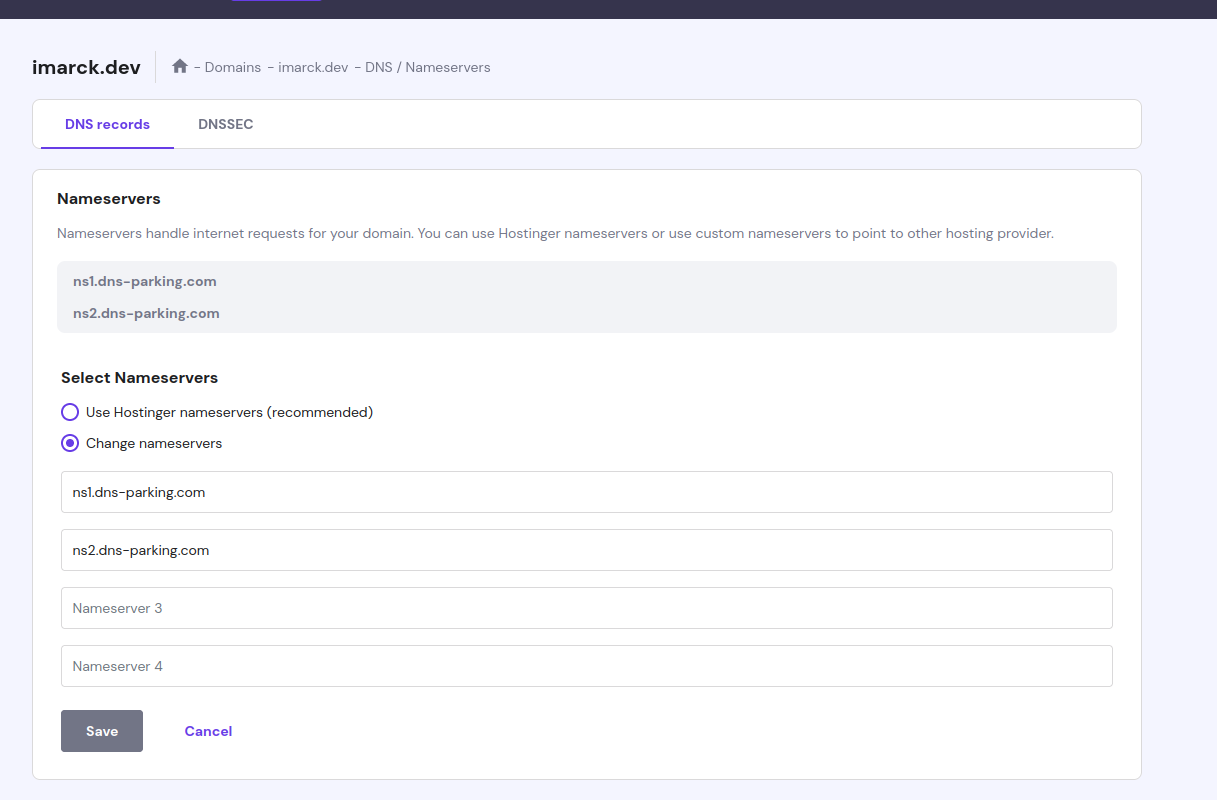 imarck.dev - Domains - imarck.dev - DNS / Nameservers
DNS records DNSSEC
Nameservers
Nameservers handle internet requests for your domain. You can use Hostinger nameservers or use custom nameservers to point to other hosting provider.
ns1.dns-parking.com
ns2.dns-parking.com
Select Nameservers
Use Hostinger nameservers (recommended)
Change nameservers
ns1.dns-parking.com
ns2.dns-parking.com
Nameserver 3
Nameserver 4
Save Cancel